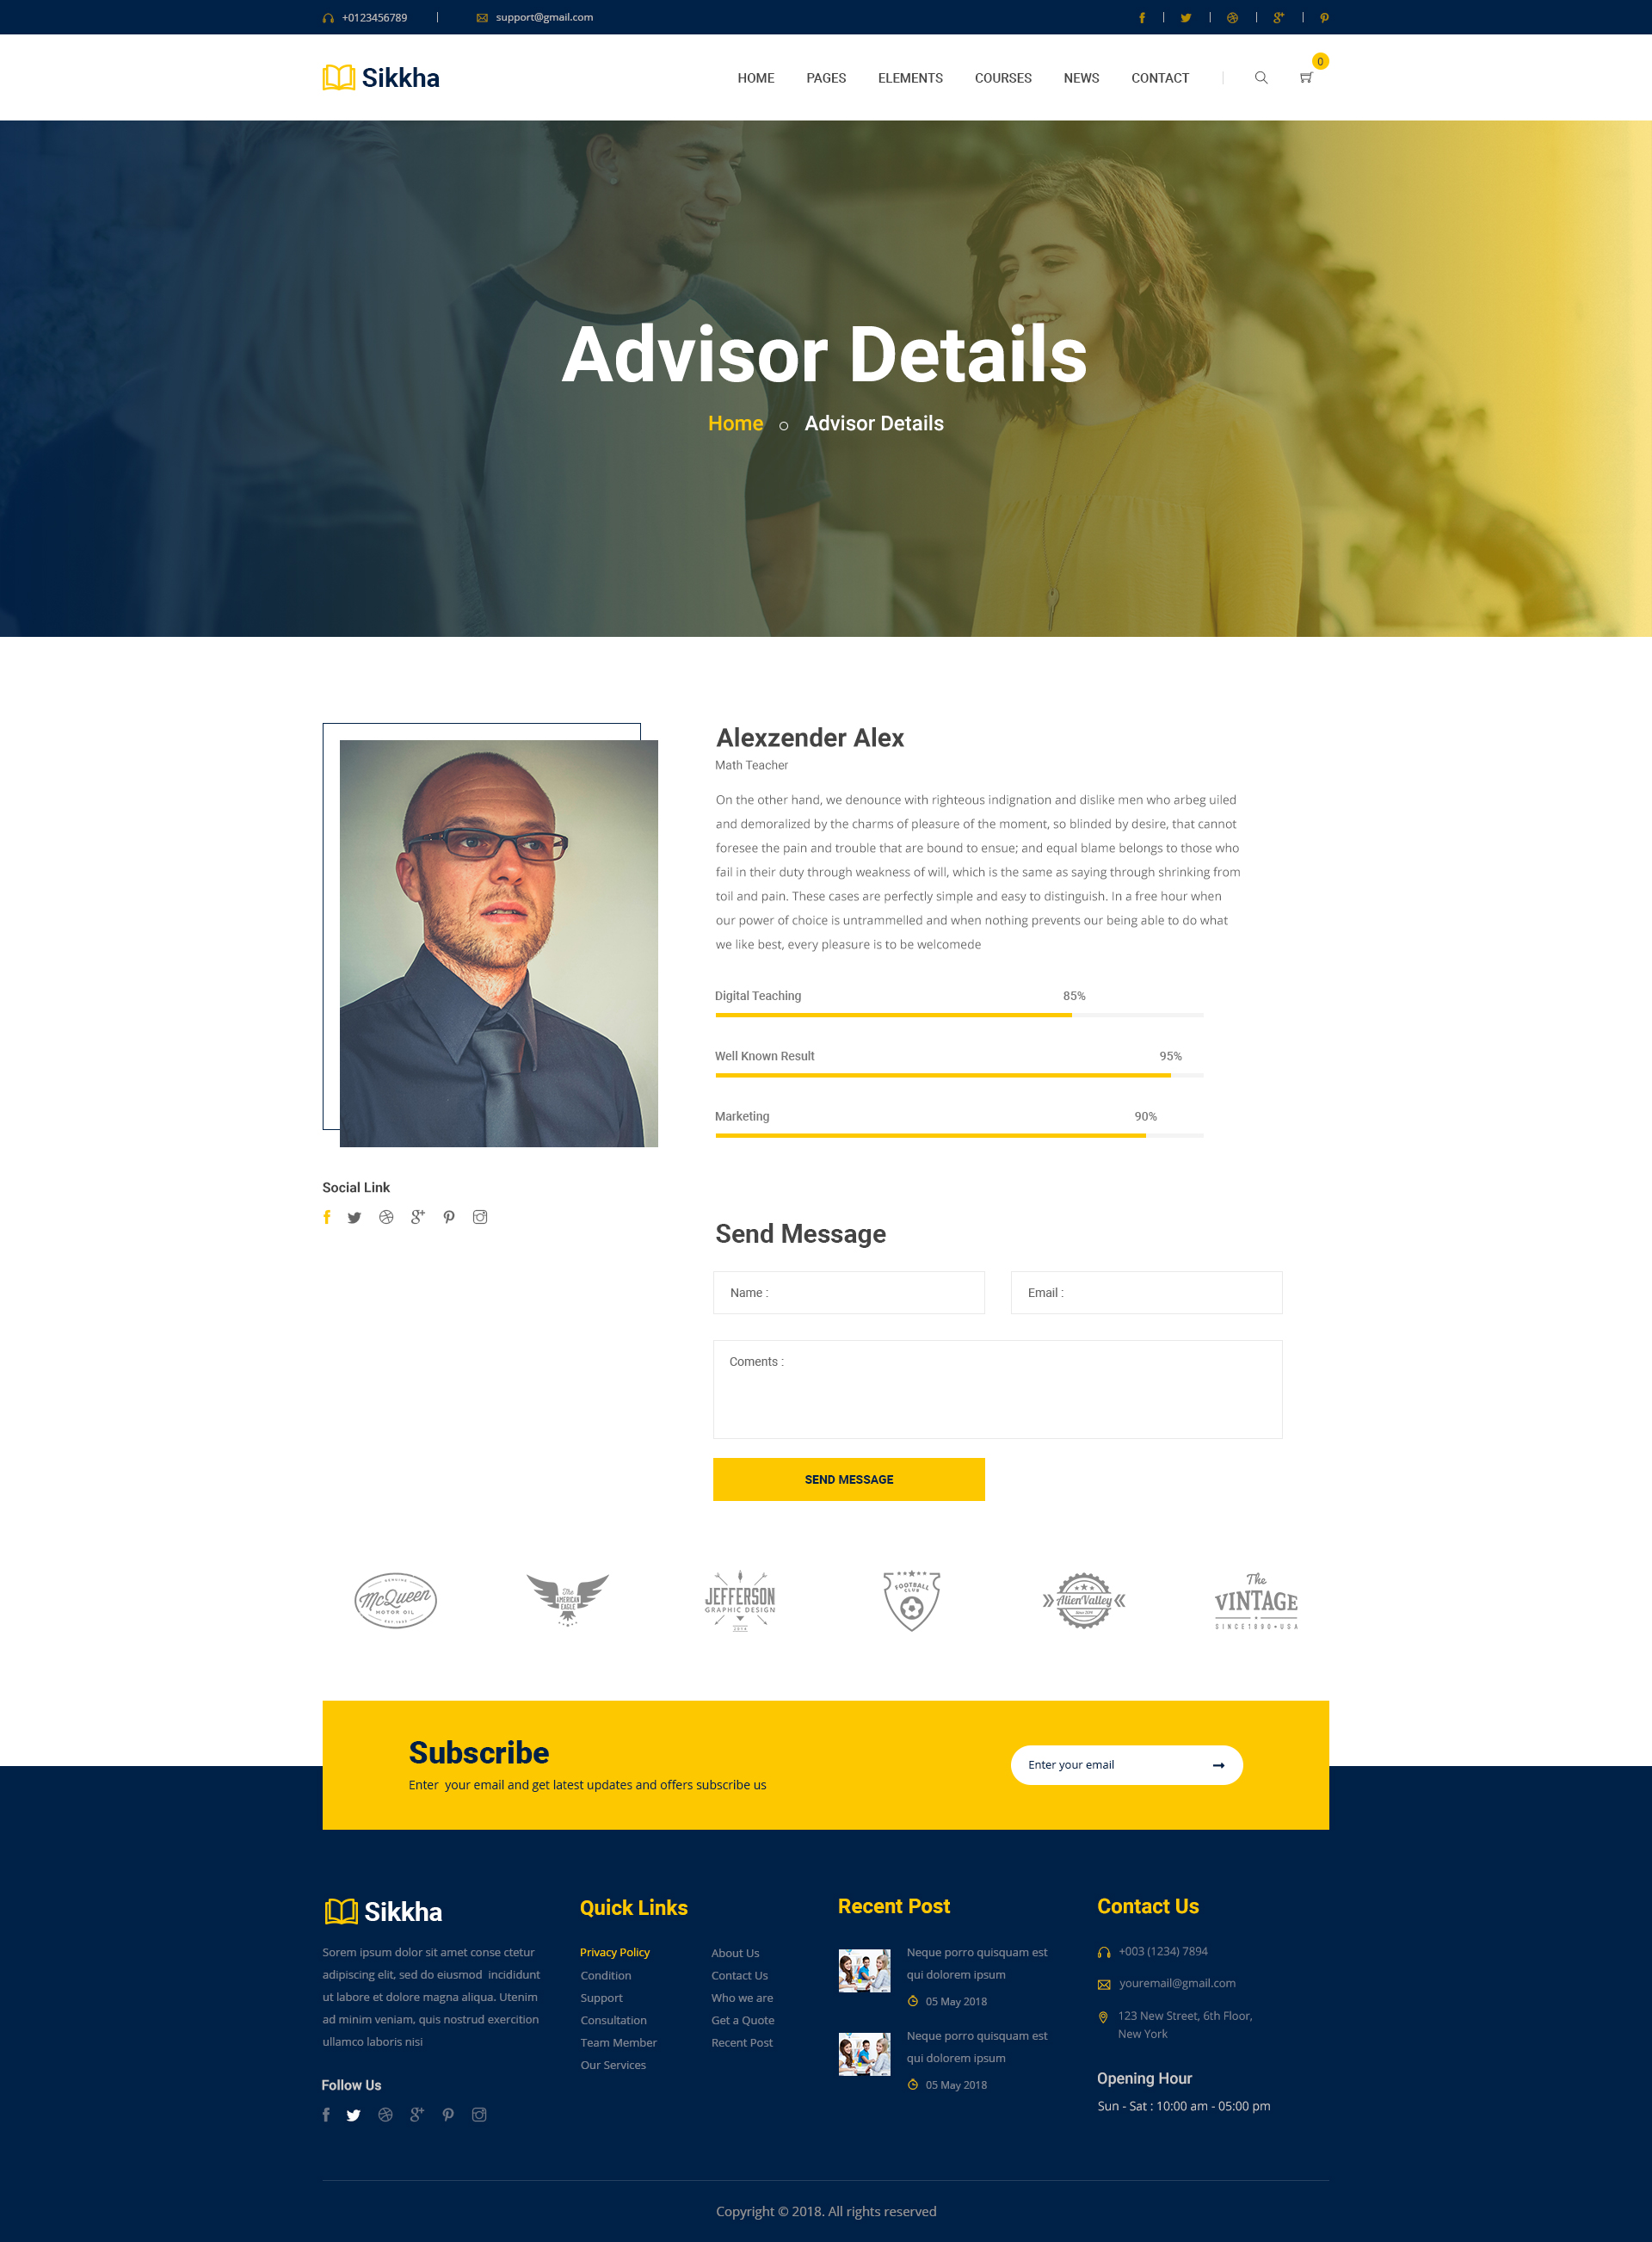 +0123456789
support@gmail.com
Sikkha
HOME PAGES ELEMENTS COURSES NEWS CONTACT
0
Advisor Details
Home Advisor Details
Alexzender Alex
Math Teacher
On the other hand, we denounce with righteous indignation and dislike men who arbeg uiled
and demoralized by the charms of pleasure of the moment, so blinded by desire, that cannot
foresee the pain and trouble that are bound to ensue; and equal blame belongs to those who
fail in their duty through weakness of will, which is the same as saying through shrinking from
toil and pain. These cases are perfectly simple and easy to distinguish. In a free hour when
our power of choice is untrammelled and when nothing prevents our being able to do what
we like best, every pleasure is to be welcomede
Digital Teaching 85%
Well Known Result 95%
Marketing 90%
Social Link
Send Message
Name :
Email :
Coments :
SEND MESSAGE
GENUINE
McQueen
MOTOR OIL
The
AMERICAN
EAGLE
JEFFERSON
GRAPHIC DESIGN
2014
FOOTBALL
CLUB
AlienValley
The
VINTAGE
SINCE1890 USA
Subscribe
Enter your email and get latest updates and offers subscribe us
Enter your email
Sikkha
Sorem ipsum dolor sit amet conse ctetur
adipiscing elit, sed do eiusmod incididunt
ut labore et dolore magna aliqua. Utenim
ad minim veniam, quis nostrud exercition
ullamco laboris nisi
Follow Us
Quick Links
Privacy Policy
Condition
Support
Consultation
Team Member
Our Services
About Us
Contact Us
Who we are
Get a Quote
Recent Post
Recent Post
Neque porro quisquam est
qui dolorem ipsum
05 May 2018
Neque porro quisquam est
qui dolorem ipsum
05 May 2018
Contact Us
+003 (1234) 7894
youremail@gmail.com
123 New Street, 6th Floor,
New York
Opening Hour
Sun - Sat : 10:00 am - 05:00 pm
Copyright © 2018. All rights reserved